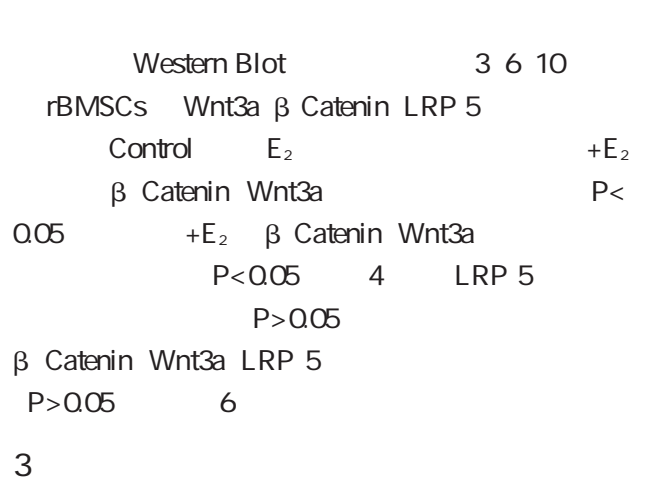 Western Blot 3 6 10
rBMSCs Wnt3a β Catenin LRP 5
Control E₂ +E₂
β Catenin Wnt3a P<
0.05 +E₂ β Catenin Wnt3a
P<0.05 4 LRP 5
P>0.05
β Catenin Wnt3a LRP 5
P>0.05 6
3